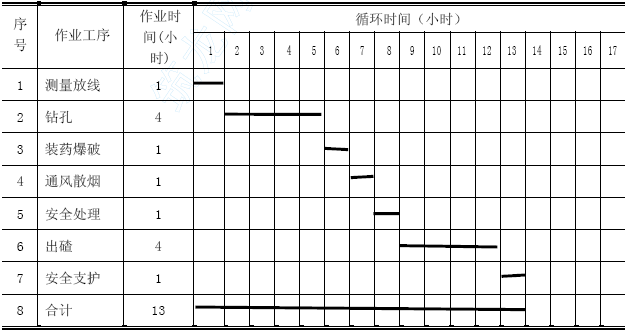 序号 作业工序 作业时间(小时) 循环时间（小时）
1 2 3 4 5 6 7 8 9 10 11 12 13 14 15 16 17
1 测量放线 1
2 钻孔 4
3 装药爆破 1
4 通风散烟 1
5 安全处理 1
6 出碴 4
7 安全支护 1
8 合计 13